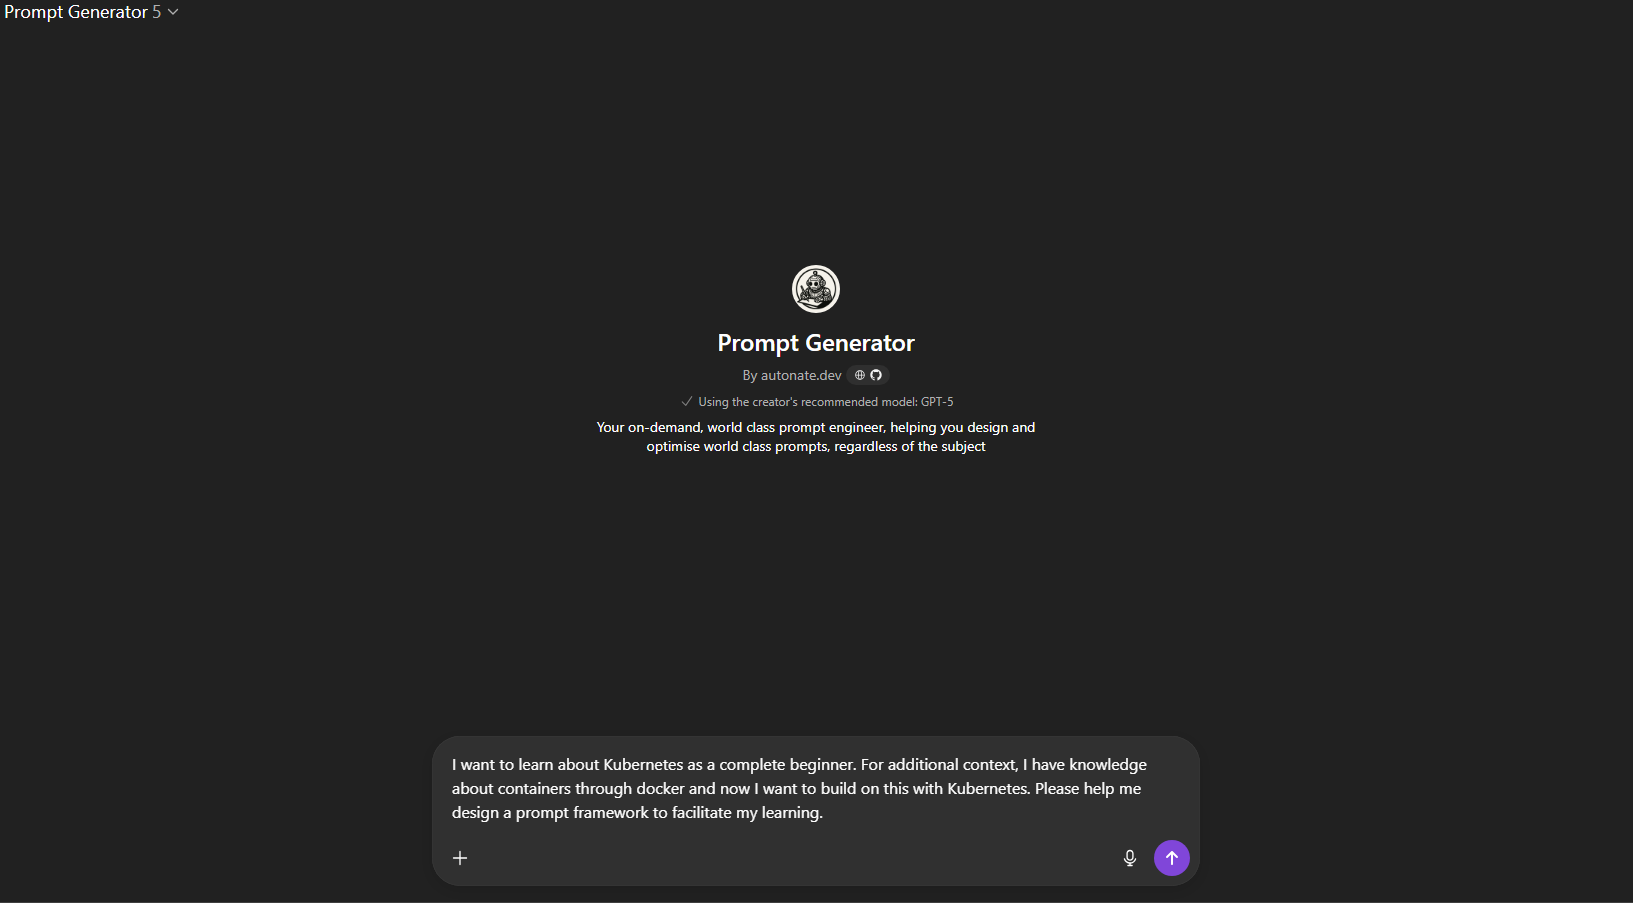 Prompt Generator 5
Prompt Generator
By autonate.dev
Using the creator's recommended model: GPT-5
Your on-demand, world class prompt engineer, helping you design and
optimise world class prompts, regardless of the subject
I want to learn about Kubernetes as a complete beginner. For additional context, I have knowledge
about containers through docker and now I want to build on this with Kubernetes. Please help me
design a prompt framework to facilitate my learning.